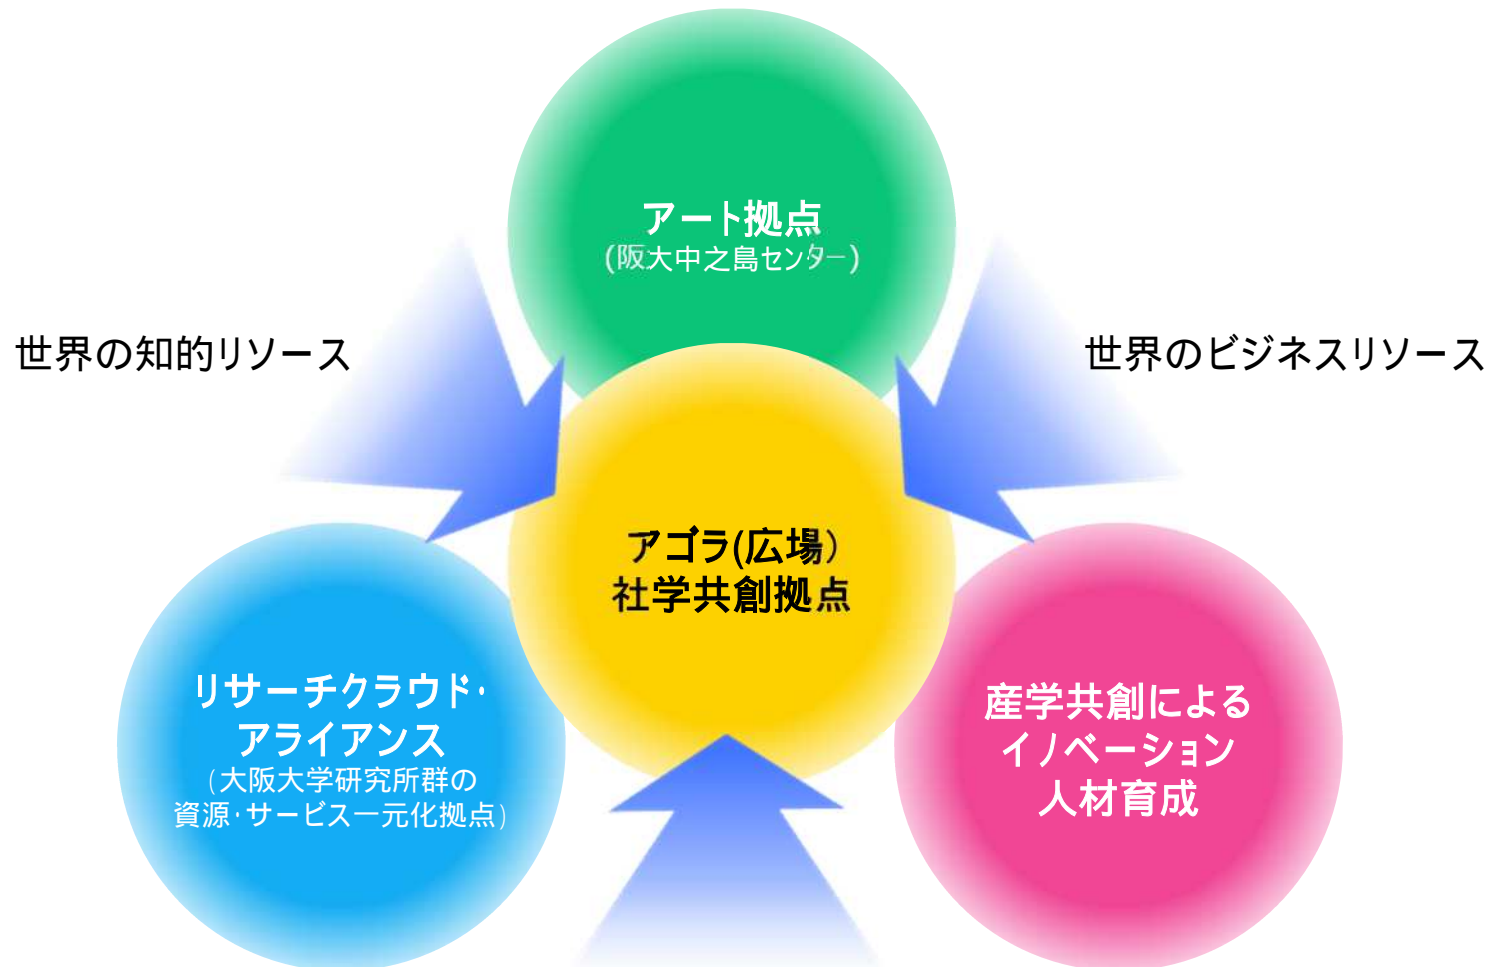 アート拠点
(阪大中之島センター)
世界の知的リソース
世界のビジネスリソース
アゴラ(広場)
社学共創拠点
リサーチクラウド・
アライアンス
(大阪大学研究所群の
資源・サービス一元化拠点)
産学共創による
イノベーション
人材育成